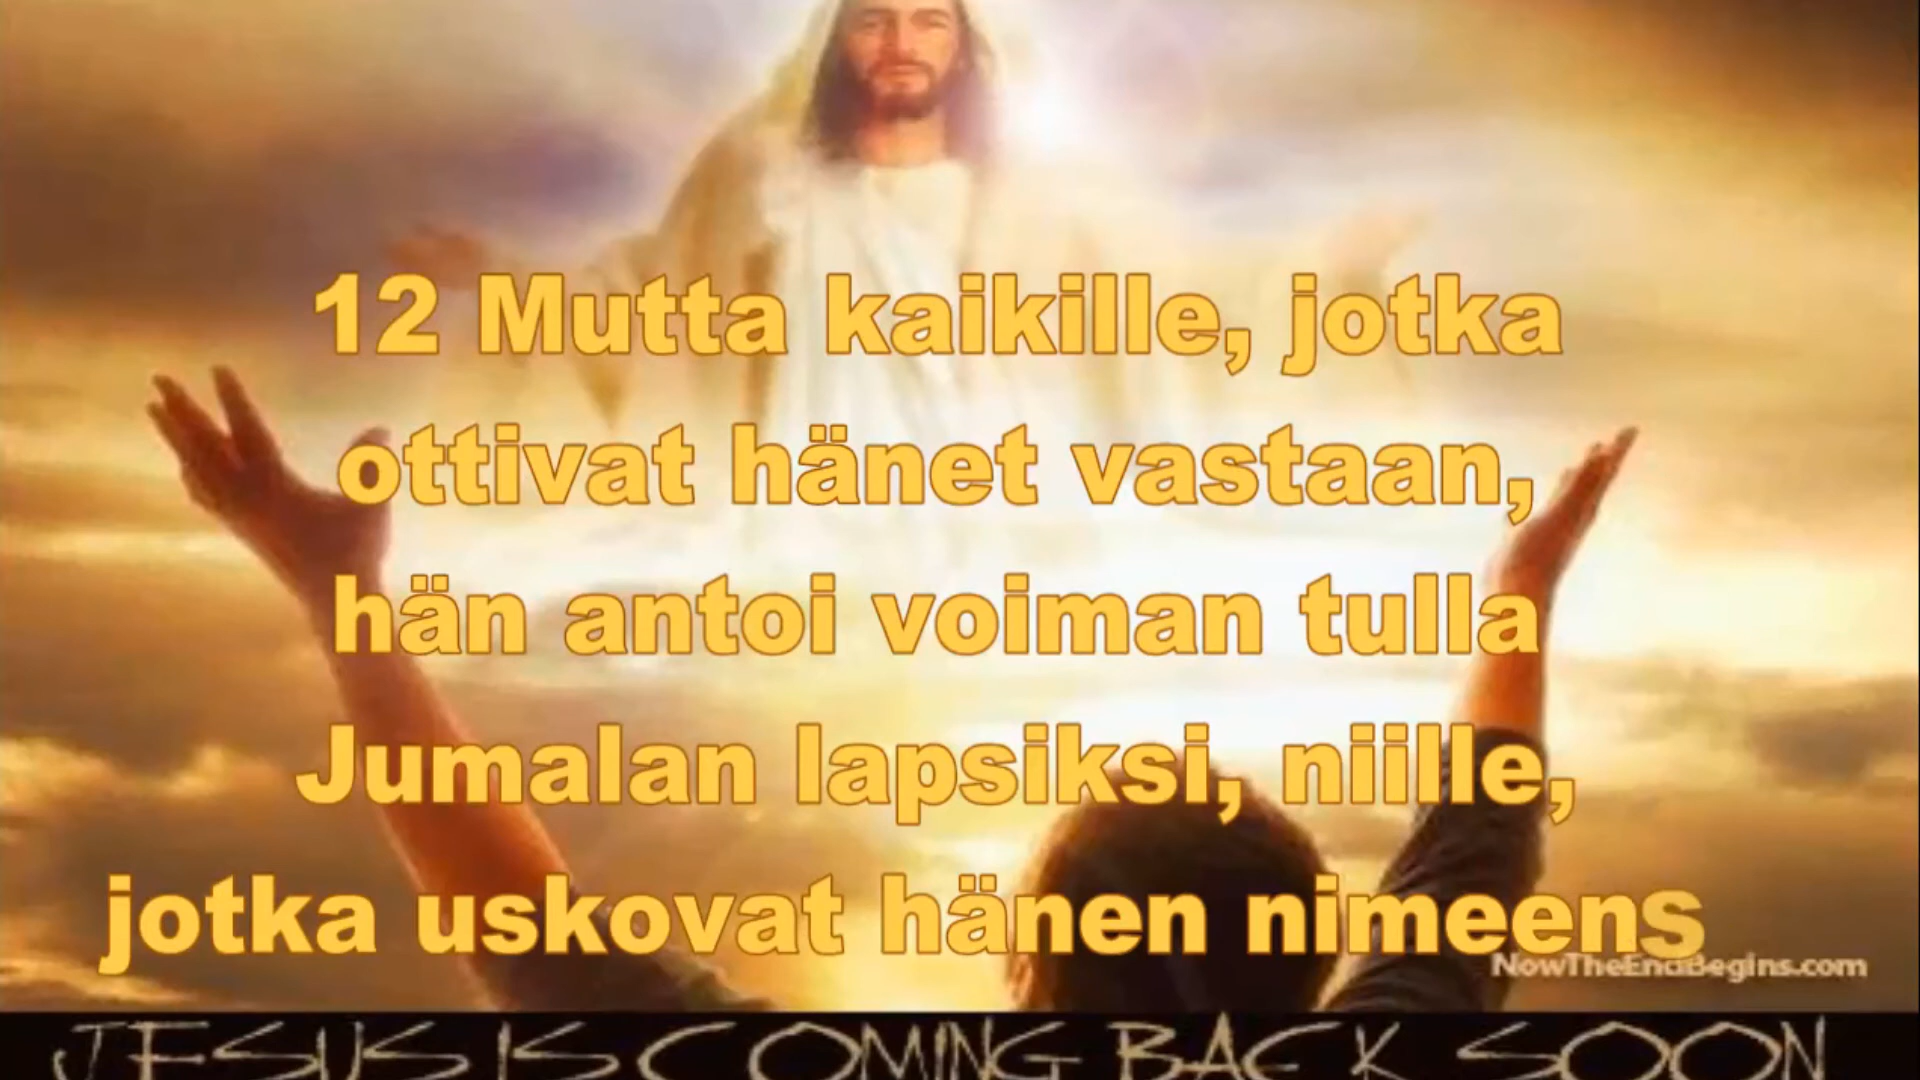 12 Mutta kaikille, jotka
ottivat hänet vastaan,
hän antoi voiman tulla
Jumalan lapsiksi, niille,
jotka uskovat hänen nimeens
NowTheEndBegins.com
JESUS IS COMING BACK SOON